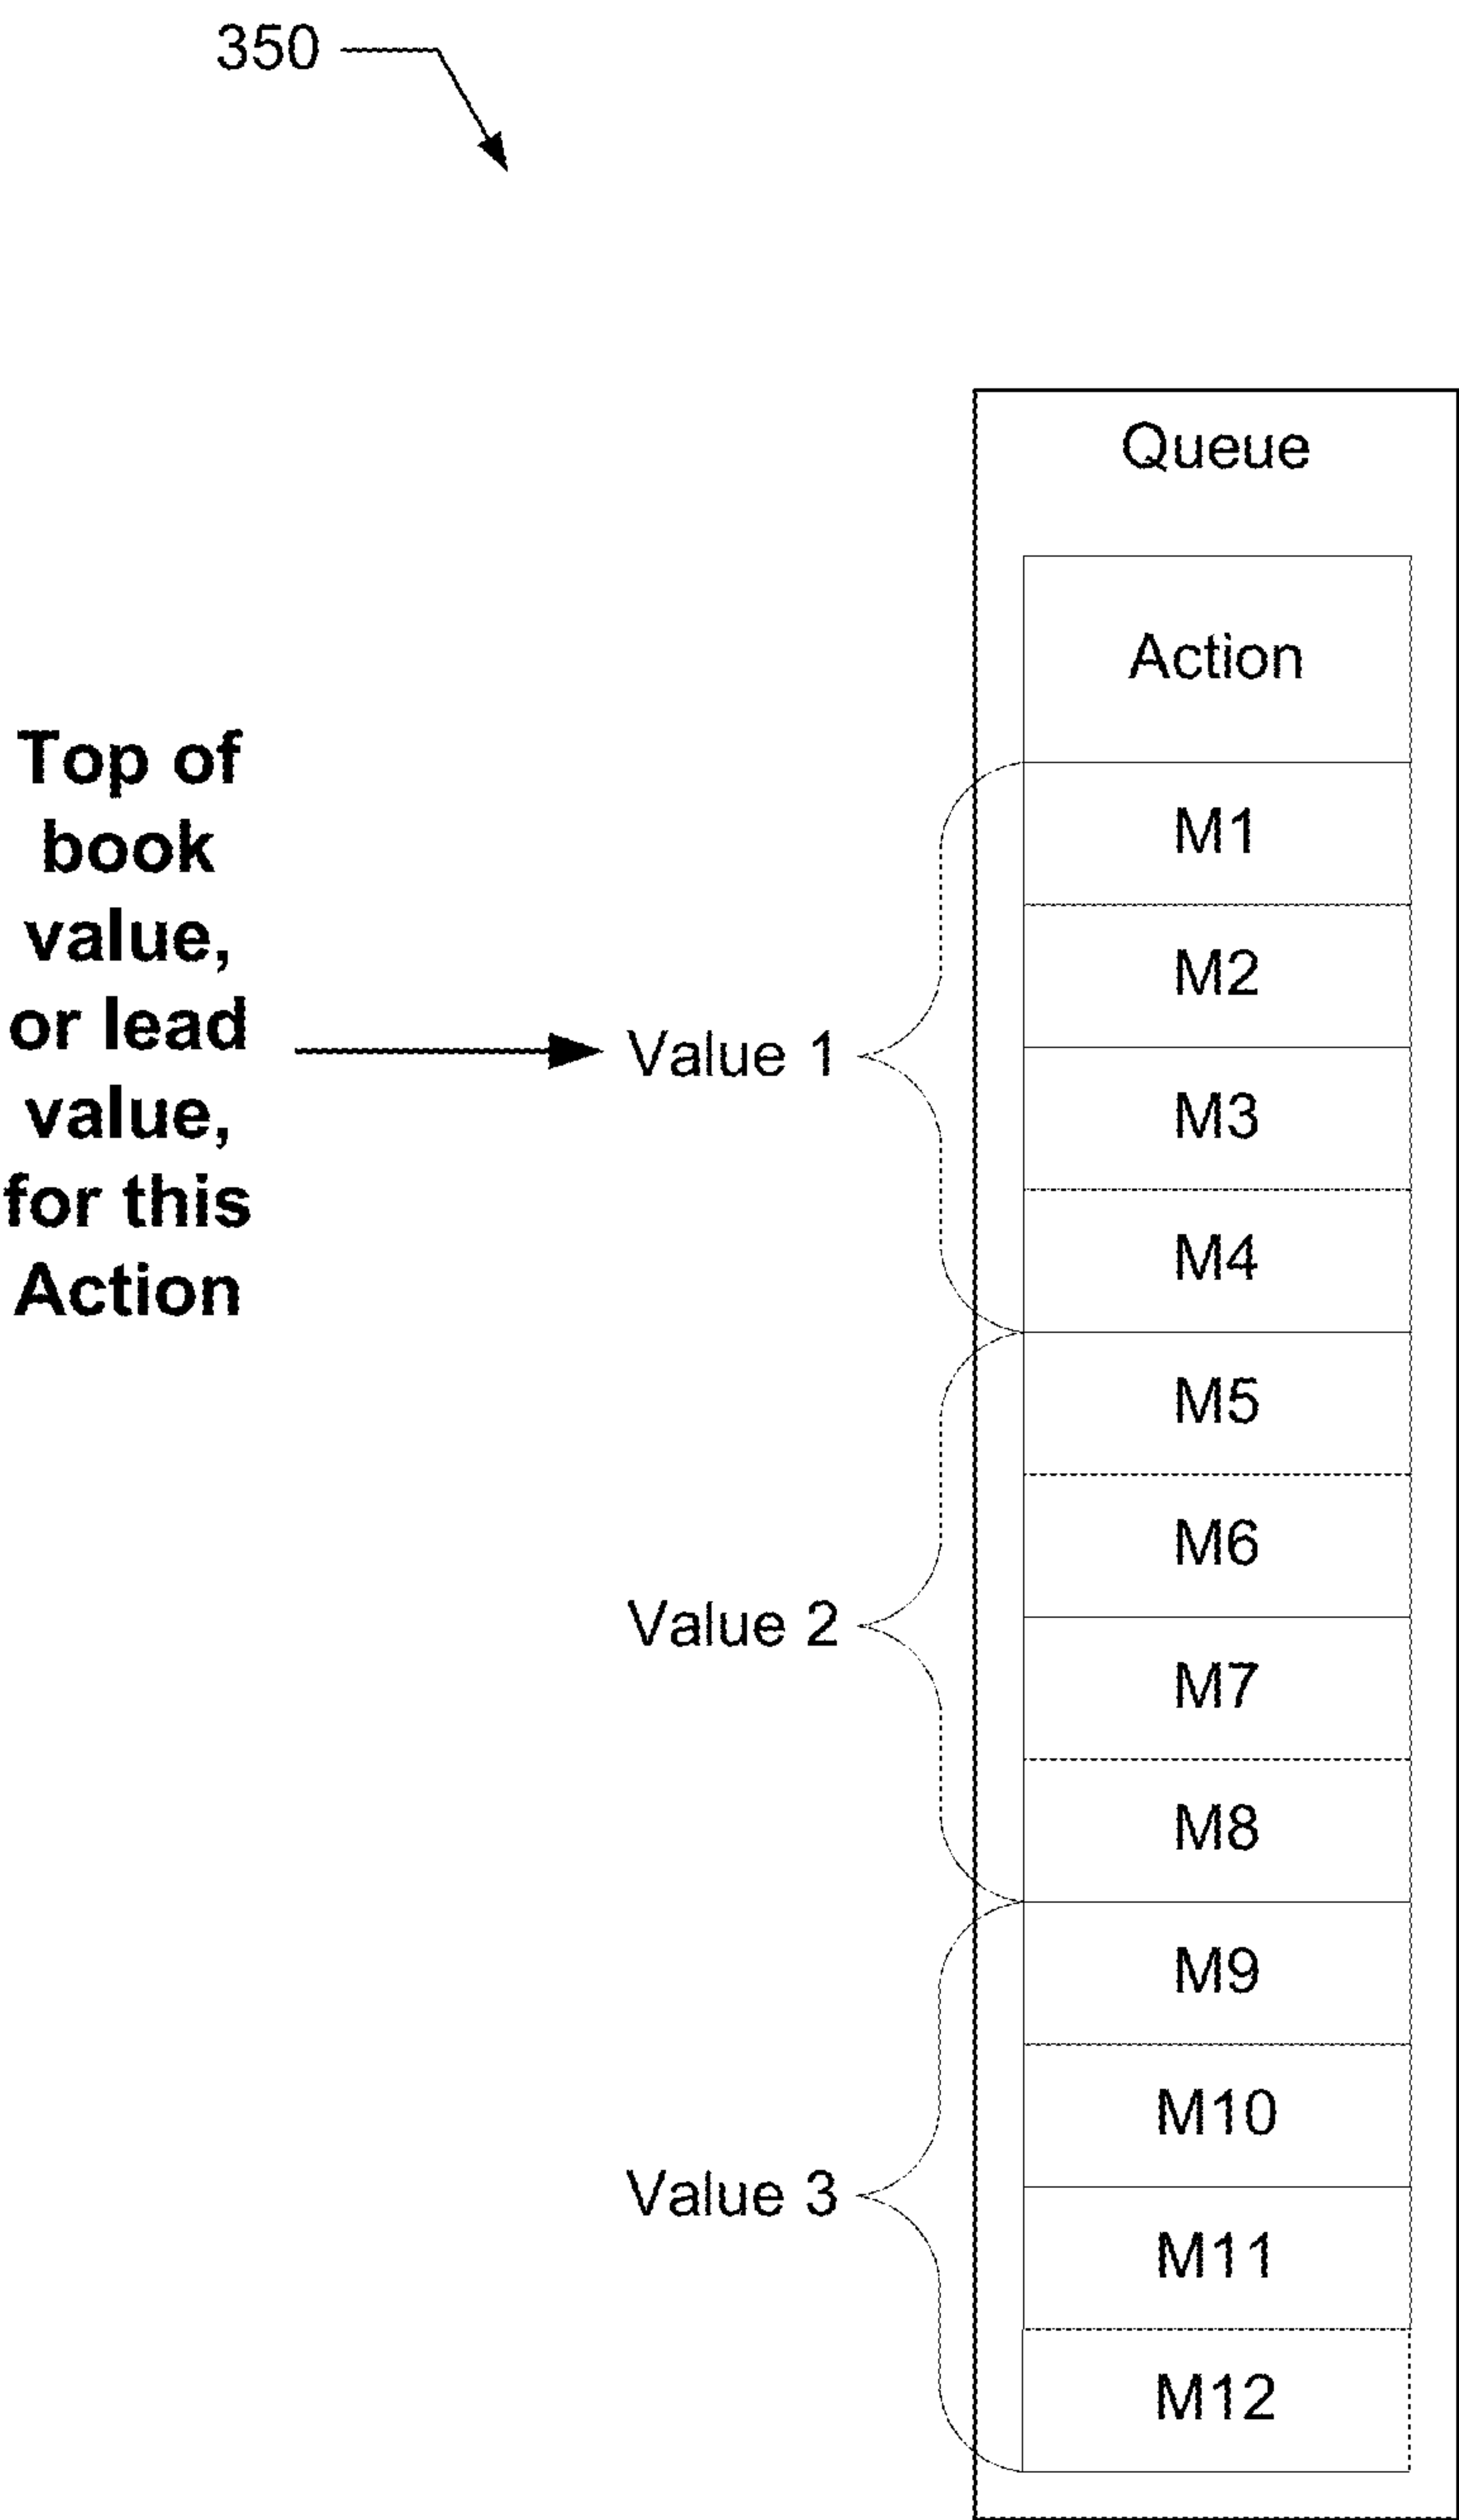 350
Queue
Action
Top of
book
value,
or lead
value,
for this
Action
Value 1
M1
M2
M3
M4
Value 2
M5
M6
M7
M8
Value 3
M9
M10
M11
M12